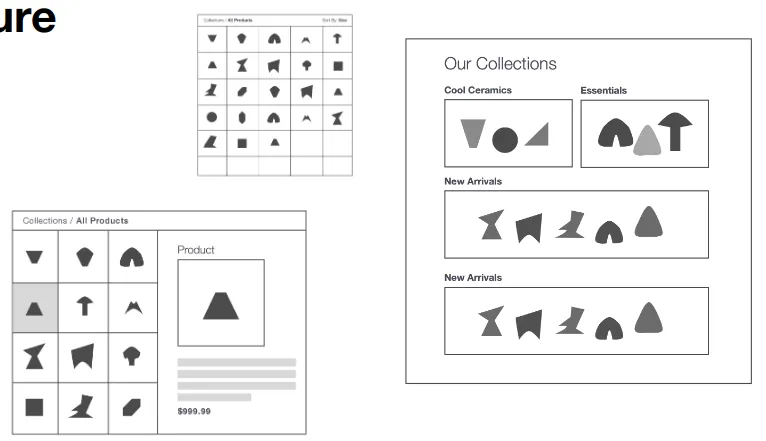 ure
Collections / All Products
Sort By: Size
Collections / All Products
Product
$999.99
Our Collections
Cool Ceramics
Essentials
New Arrivals
New Arrivals